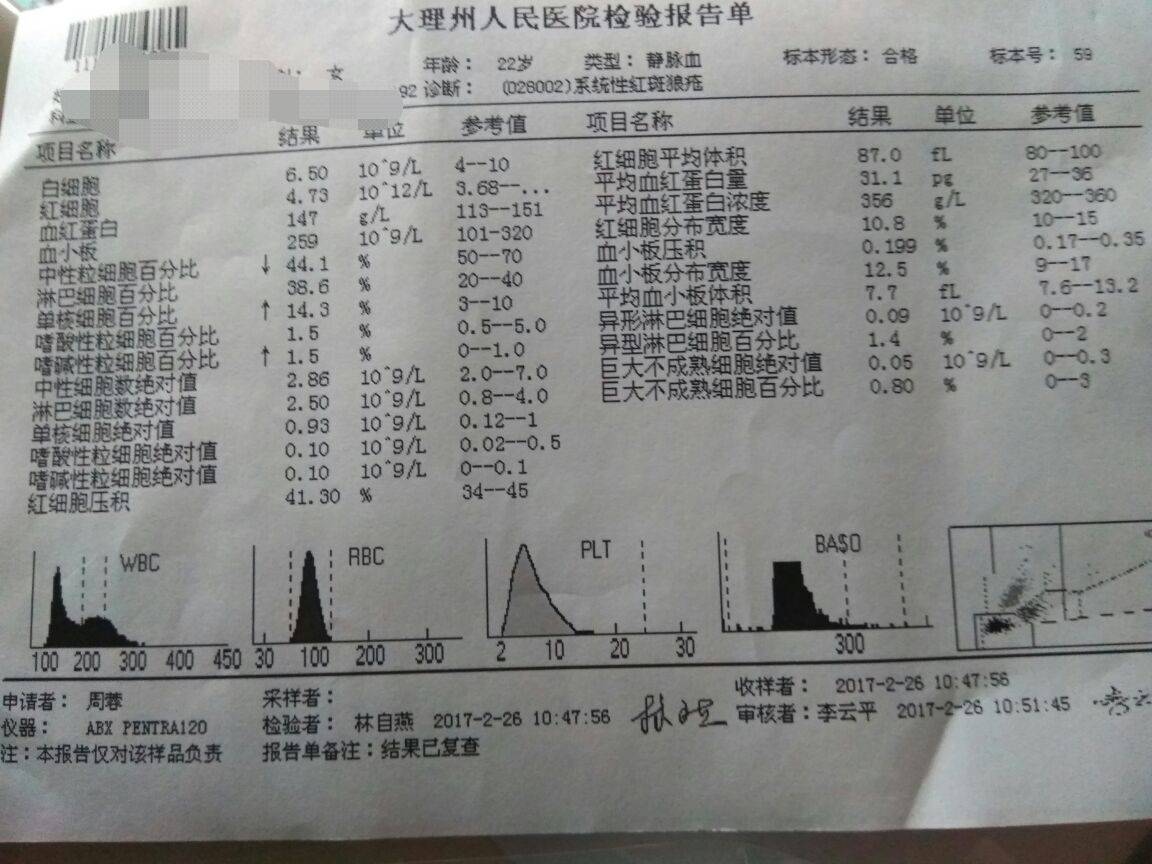 大理州人民医院检验报告单
女 年龄： 22岁 类型： 静脉血 标本形态： 合格 标本号： 59
92 诊断： (028002)系统性红斑狼疮
项目名称 结果 单位 参考值 项目名称 结果 单位 参考值
白细胞 6.50 10^9/L 4--10 红细胞平均体积 87.0 fL 80--100
红细胞 4.73 10^12/L 3.68--... 平均血红蛋白量 31.1 pg 27--36
血红蛋白 147 g/L 113--151 平均血红蛋白浓度 356 g/L 320--360
血小板 259 10^9/L 101-320 红细胞分布宽度 10.8 % 10--15
中性粒细胞百分比 ↓ 44.1 % 50--70 血小板压积 0.199 % 0.17--0.35
淋巴细胞百分比 38.6 % 20--40 血小板分布宽度 12.5 % 9--17
单核细胞百分比 ↑ 14.3 % 3--10 平均血小板体积 7.7 fL 7.6--13.2
嗜酸性粒细胞百分比 1.5 % 0.5--5.0 异形淋巴细胞绝对值 0.09 10^9/L 0--0.2
嗜碱性粒细胞百分比 ↑ 1.5 % 0--1.0 异型淋巴细胞百分比 1.4 % 0--2
中性细胞数绝对值 2.86 10^9/L 2.0--7.0 巨大不成熟细胞绝对值 0.05 10^9/L 0--0.3
淋巴细胞数绝对值 2.50 10^9/L 0.8--4.0 巨大不成熟细胞百分比 0.80 % 0--3
单核细胞绝对值 0.93 10^9/L 0.12--1
嗜酸性粒细胞绝对值 0.10 10^9/L 0.02--0.5
嗜碱性粒细胞绝对值 0.10 10^9/L 0--0.1
红细胞压积 41.30 % 34--45
WBC RBC PLT BASO
100 200 300 400 450 30 100 200 300 2 10 20 30 300
申请者： 周蓉 采样者： 收样者： 2017-2-26 10:47:56
仪器： ABX PENTRA120 检验者： 林自燕 2017-2-26 10:47:56 审核者：李云平 2017-2-26 10:51:45
注：本报告仅对该样品负责 报告单备注：结果已复查